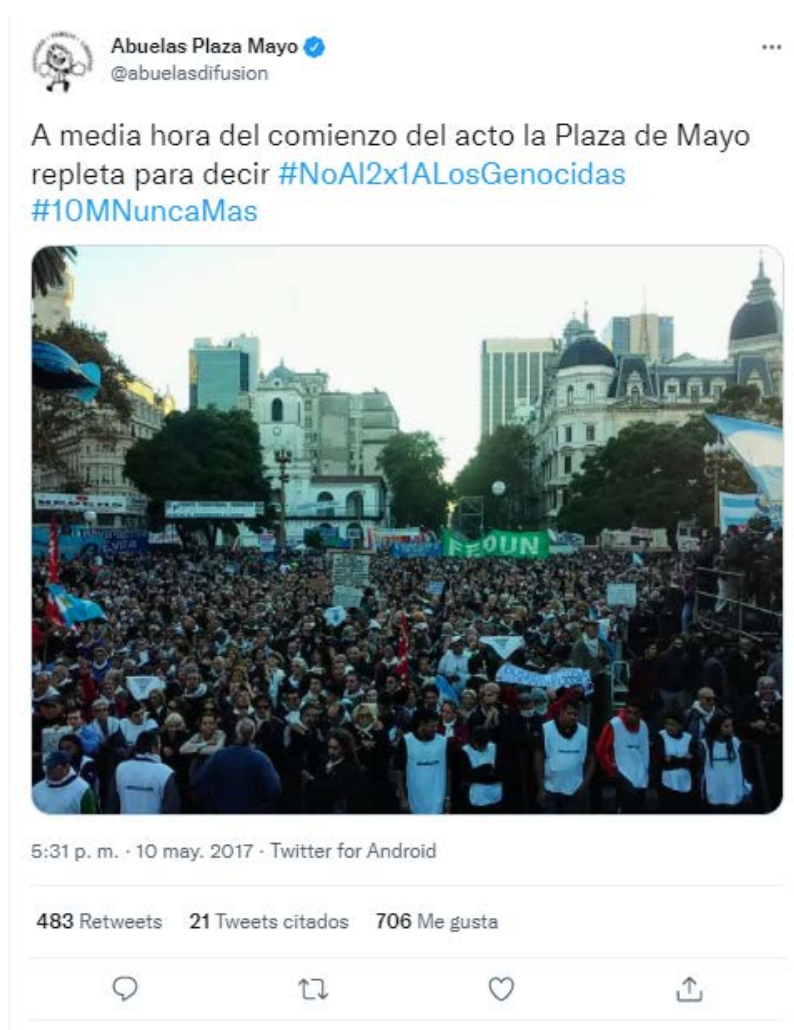 Abuelas Plaza Mayo
@abuelasdifusion
A media hora del comienzo del acto la Plaza de Mayo
repleta para decir #NoAl2x1ALosGenocidas
#10MNuncaMas
FEDUN
5:31 p. m. · 10 may. 2017 · Twitter for Android
483 Retweets 21 Tweets citados 706 Me gusta